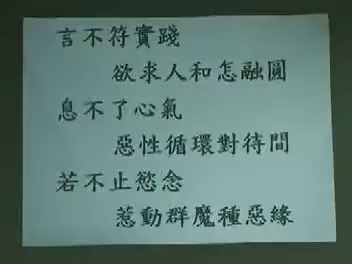 言不符實踐
欲求人和怎融圓
息不了心氣
惡性循環對待間
若不止慾念
惹動群魔種惡緣